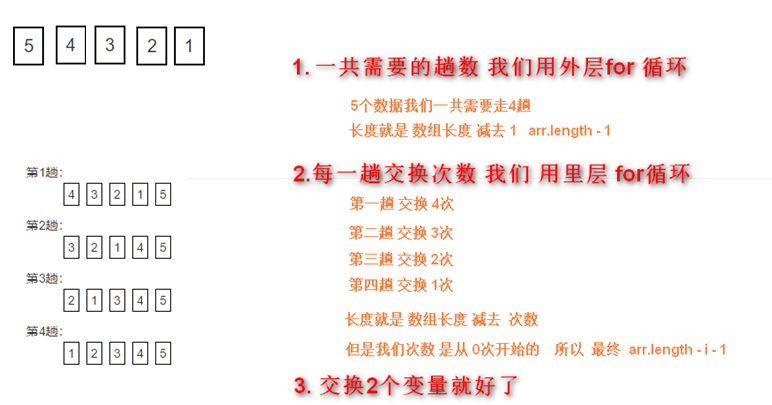 5 4 3 2 1
1. 一共需要的趟数 我们用外层for 循环
5个数据我们一共需要走4趟
长度就是 数组长度 减去 1 arr.length - 1
第1趟：
4 3 2 1 5
第2趟：
3 2 1 4 5
第3趟：
2 1 3 4 5
第4趟：
1 2 3 4 5
2.每一趟交换次数 我们 用里层 for循环
第一趟 交换 4次
第二趟 交换 3次
第三趟 交换 2次
第四趟 交换 1次
长度就是 数组长度 减去 次数
但是我们次数 是从 0次开始的 所以 最终 arr.length - i - 1
3. 交换2个变量就好了